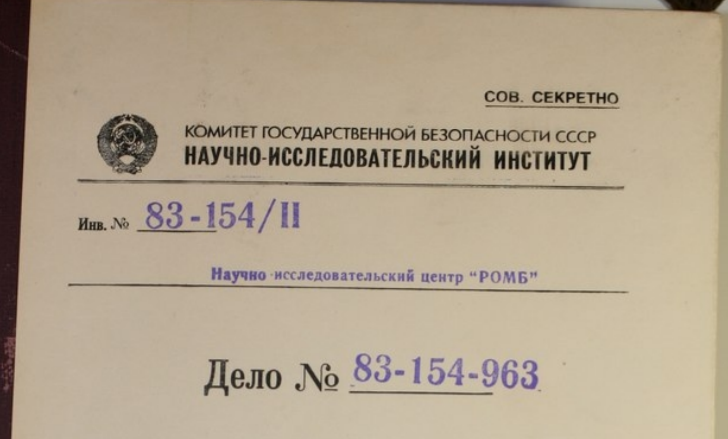 СОВ. СЕКРЕТНО
КОМИТЕТ ГОСУДАРСТВЕННОЙ БЕЗОПАСНОСТИ СССР
НАУЧНО-ИССЛЕДОВАТЕЛЬСКИЙ ИНСТИТУТ
Инв. № 83-154/II
Научно-исследовательский центр "РОМБ"
Дело № 83-154-963